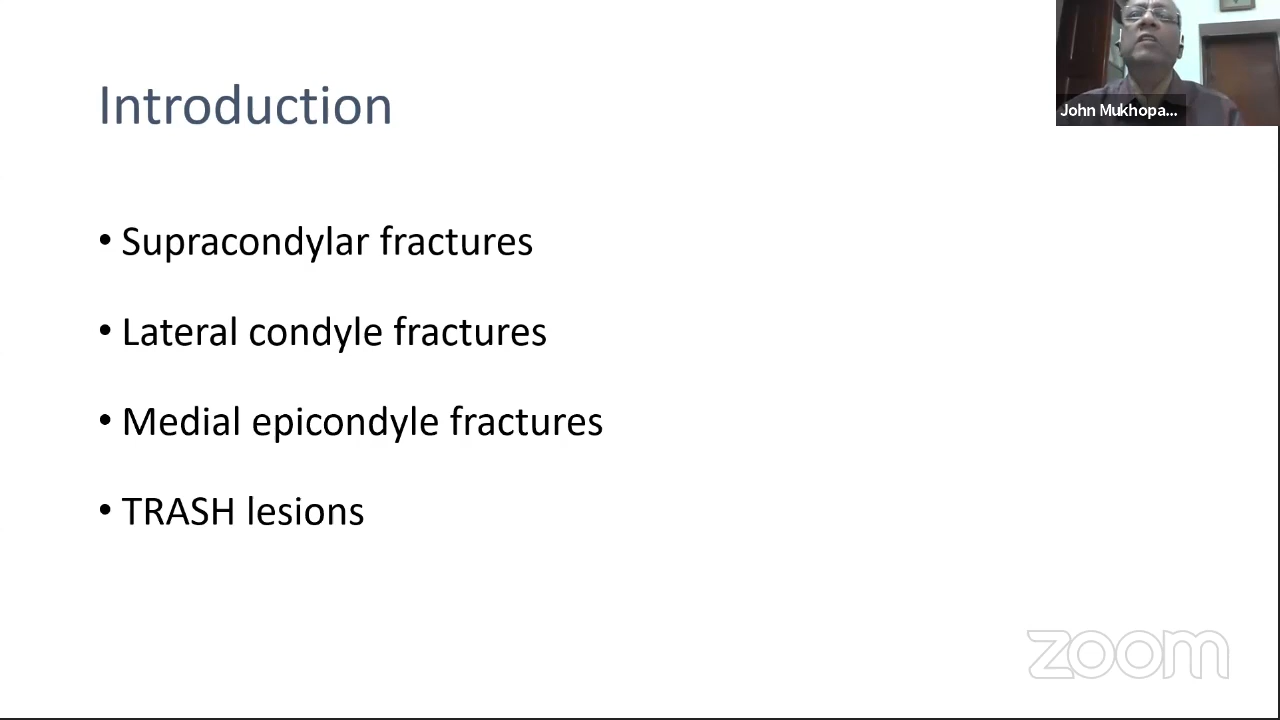 Introduction
John Mukhopa...
• Supracondylar fractures
• Lateral condyle fractures
• Medial epicondyle fractures
• TRASH lesions
zoom